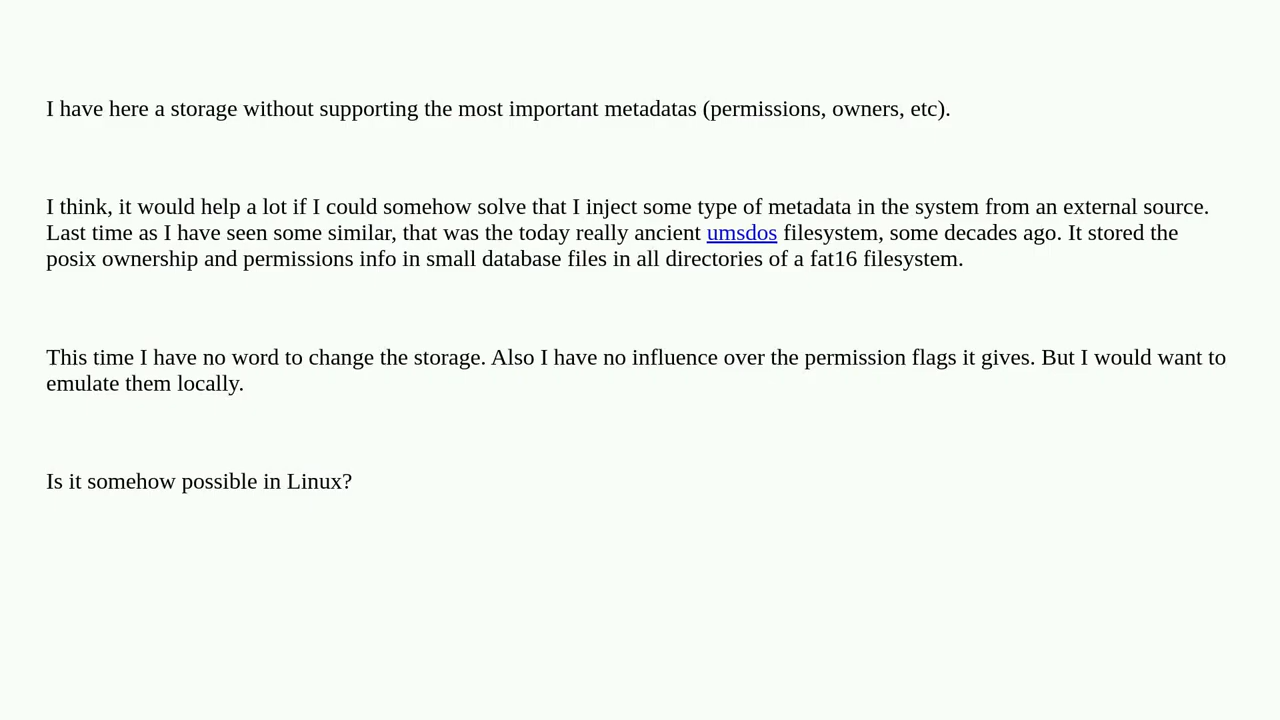 I have here a storage without supporting the most important metadatas (permissions, owners, etc).
I think, it would help a lot if I could somehow solve that I inject some type of metadata in the system from an external source.
Last time as I have seen some similar, that was the today really ancient umsdos filesystem, some decades ago. It stored the
posix ownership and permissions info in small database files in all directories of a fat16 filesystem.
This time I have no word to change the storage. Also I have no influence over the permission flags it gives. But I would want to
emulate them locally.
Is it somehow possible in Linux?